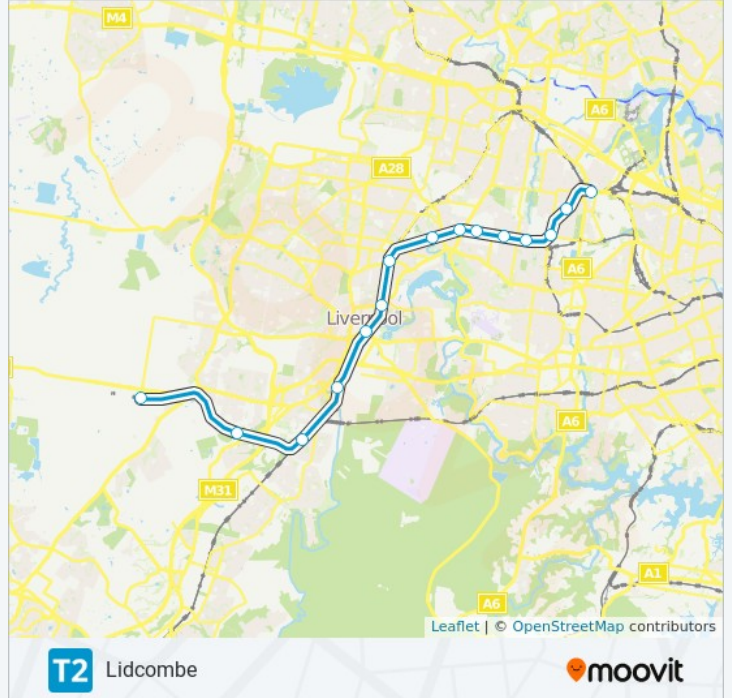 M4
A6
A28
A6
Liverpool
A6
M31
A1
A6
Leaflet | © OpenStreetMap contributors
T2 Lidcombe
moovit